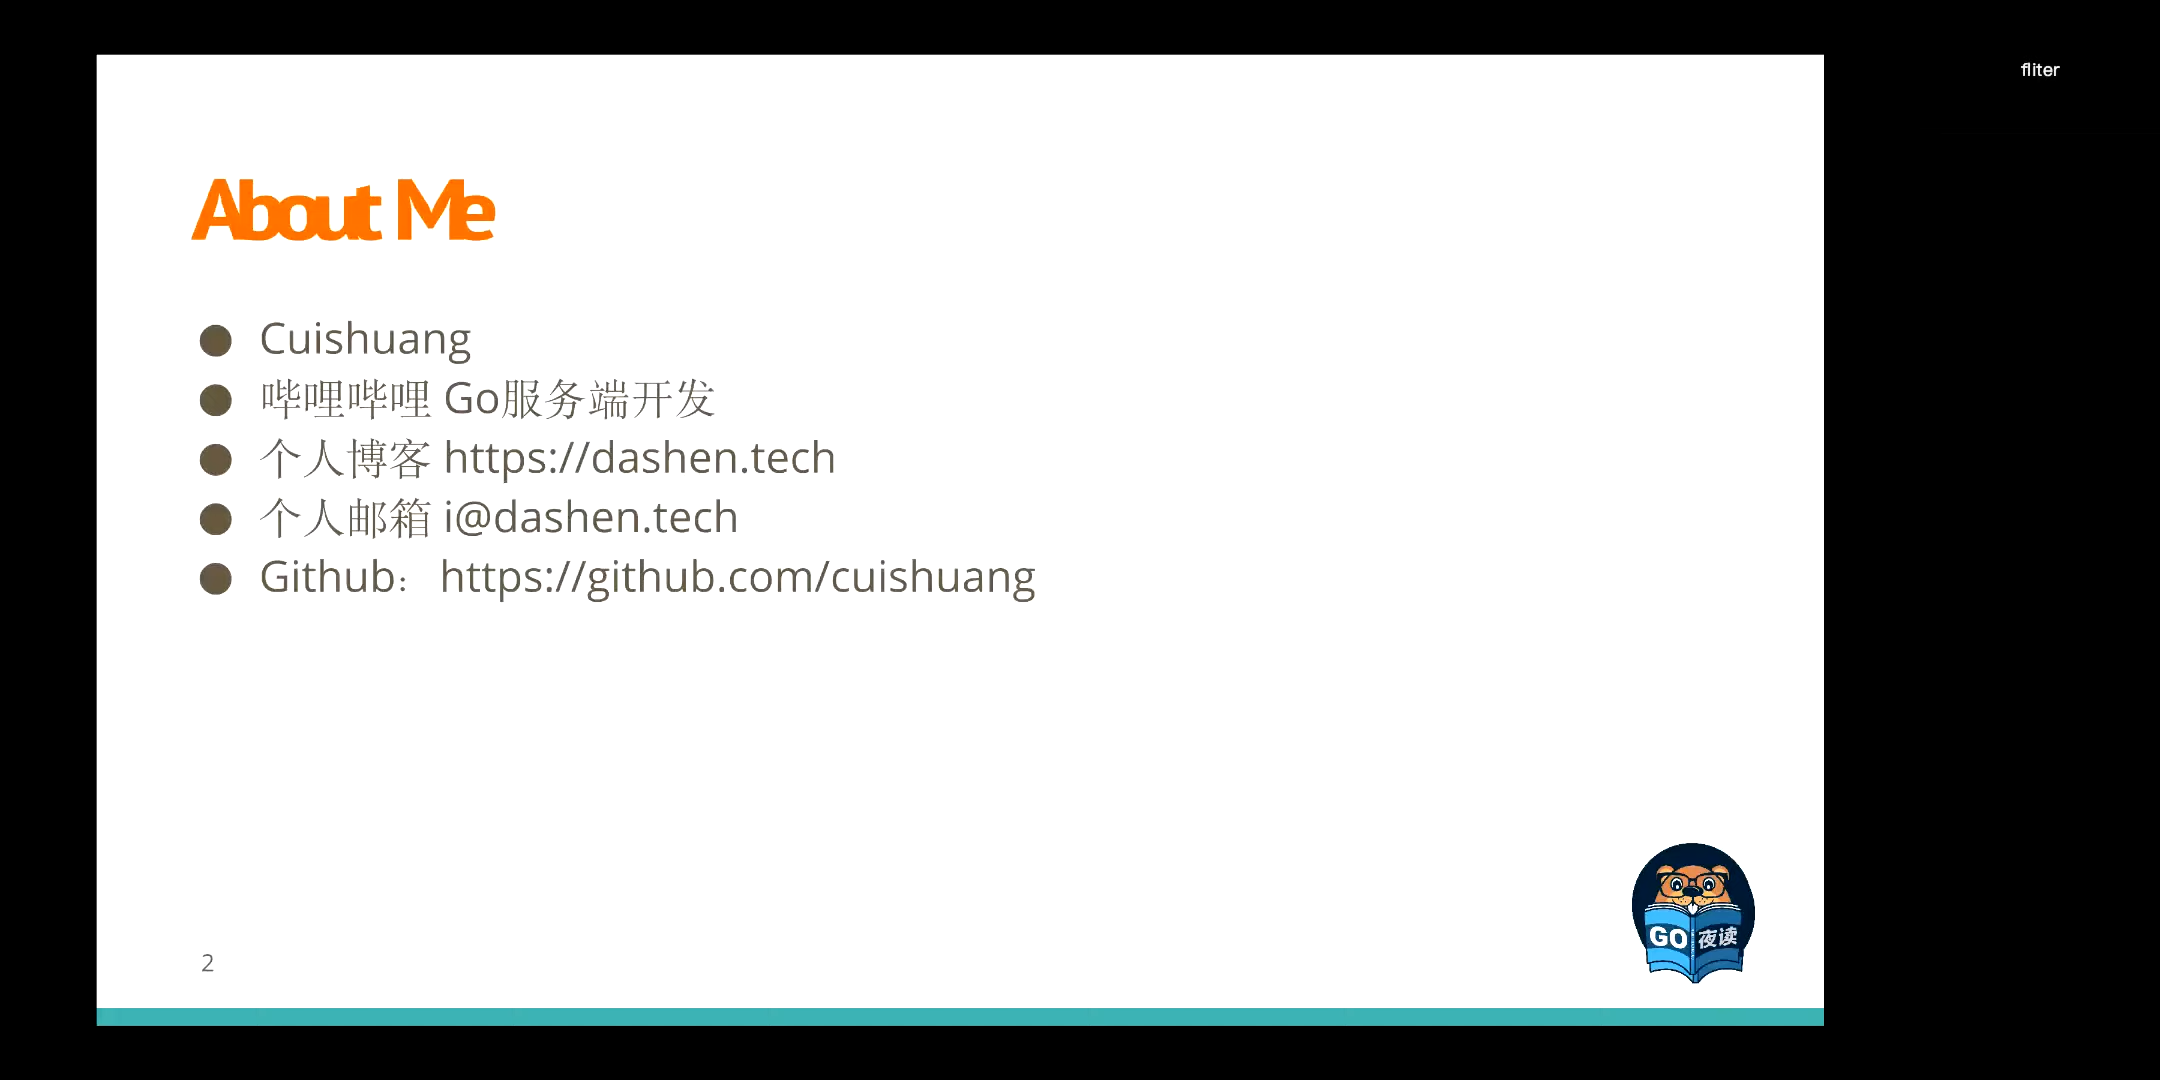 fliter
About Me
● Cuishuang
● 哔哩哔哩 Go服务端开发
● 个人博客 https://dashen.tech
● 个人邮箱 i@dashen.tech
● Github： https://github.com/cuishuang
GO 夜读
2